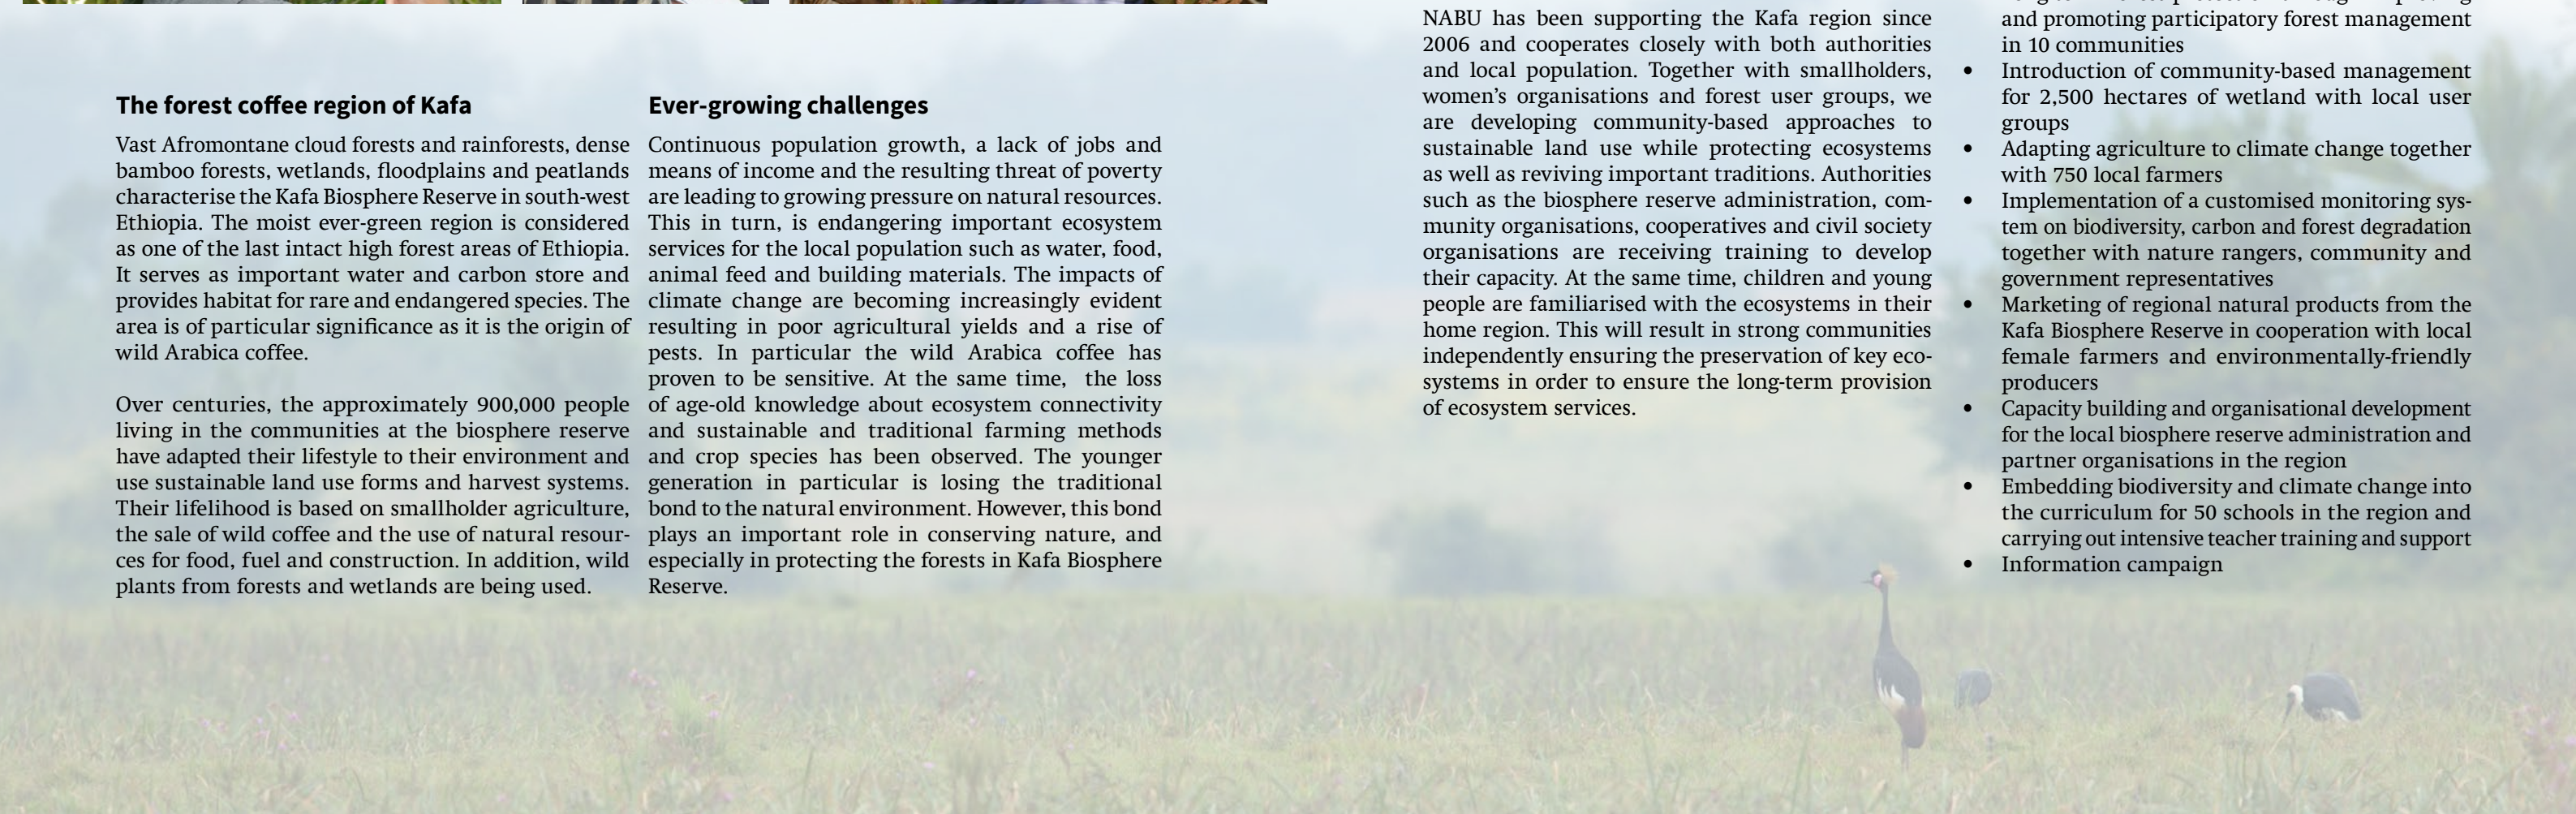 The forest coffee region of Kafa
Vast Afromontane cloud forests and rainforests, dense
bamboo forests, wetlands, floodplains and peatlands
characterise the Kafa Biosphere Reserve in south-west
Ethiopia. The moist ever-green region is considered
as one of the last intact high forest areas of Ethiopia.
It serves as important water and carbon store and
provides habitat for rare and endangered species. The
area is of particular significance as it is the origin of
wild Arabica coffee.
Over centuries, the approximately 900,000 people
living in the communities at the biosphere reserve
have adapted their lifestyle to their environment and
use sustainable land use forms and harvest systems.
Their lifelihood is based on smallholder agriculture,
the sale of wild coffee and the use of natural resour-
ces for food, fuel and construction. In addition, wild
plants from forests and wetlands are being used.
Ever-growing challenges
Continuous population growth, a lack of jobs and
means of income and the resulting threat of poverty
are leading to growing pressure on natural resources.
This in turn, is endangering important ecosystem
services for the local population such as water, food,
animal feed and building materials. The impacts of
climate change are becoming increasingly evident
resulting in poor agricultural yields and a rise of
pests. In particular the wild Arabica coffee has
proven to be sensitive. At the same time, the loss
of age-old knowledge about ecosystem connectivity
and sustainable and traditional farming methods
and crop species has been observed. The younger
generation in particular is losing the traditional
bond to the natural environment. However, this bond
plays an important role in conserving nature, and
especially in protecting the forests in Kafa Biosphere
Reserve.
NABU has been supporting the Kafa region since
2006 and cooperates closely with both authorities
and local population. Together with smallholders,
women's organisations and forest user groups, we
are developing community-based approaches to
sustainable land use while protecting ecosystems
as well as reviving important traditions. Authorities
such as the biosphere reserve administration, com-
munity organisations, cooperatives and civil society
organisations are receiving training to develop
their capacity. At the same time, children and young
people are familiarised with the ecosystems in their
home region. This will result in strong communities
independently ensuring the preservation of key eco-
systems in order to ensure the long-term provision
of ecosystem services.
and promoting participatory forest management
in 10 communities
• Introduction of community-based management
for 2,500 hectares of wetland with local user
groups
• Adapting agriculture to climate change together
with 750 local farmers
• Implementation of a customised monitoring sys-
tem on biodiversity, carbon and forest degradation
together with nature rangers, community and
government representatives
• Marketing of regional natural products from the
Kafa Biosphere Reserve in cooperation with local
female farmers and environmentally-friendly
producers
• Capacity building and organisational development
for the local biosphere reserve administration and
partner organisations in the region
• Embedding biodiversity and climate change into
the curriculum for 50 schools in the region and
carrying out intensive teacher training and support
• Information campaign